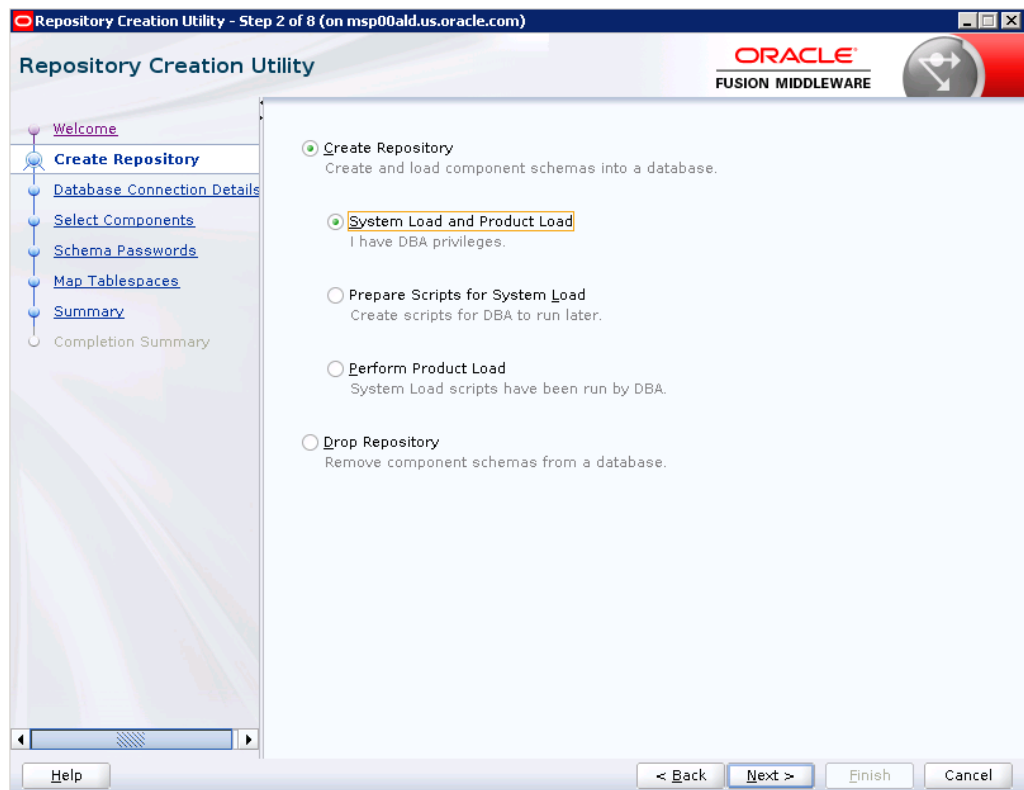 Repository Creation Utility - Step 2 of 8 (on msp00ald.us.oracle.com)
Repository Creation Utility
ORACLE
FUSION MIDDLEWARE
Welcome
Create Repository
Database Connection Details
Select Components
Schema Passwords
Map Tablespaces
Summary
Completion Summary
Create Repository
Create and load component schemas into a database.
System Load and Product Load
I have DBA privileges.
Prepare Scripts for System Load
Create scripts for DBA to run later.
Perform Product Load
System Load scripts have been run by DBA.
Drop Repository
Remove component schemas from a database.
Help
< Back
Next >
Finish
Cancel